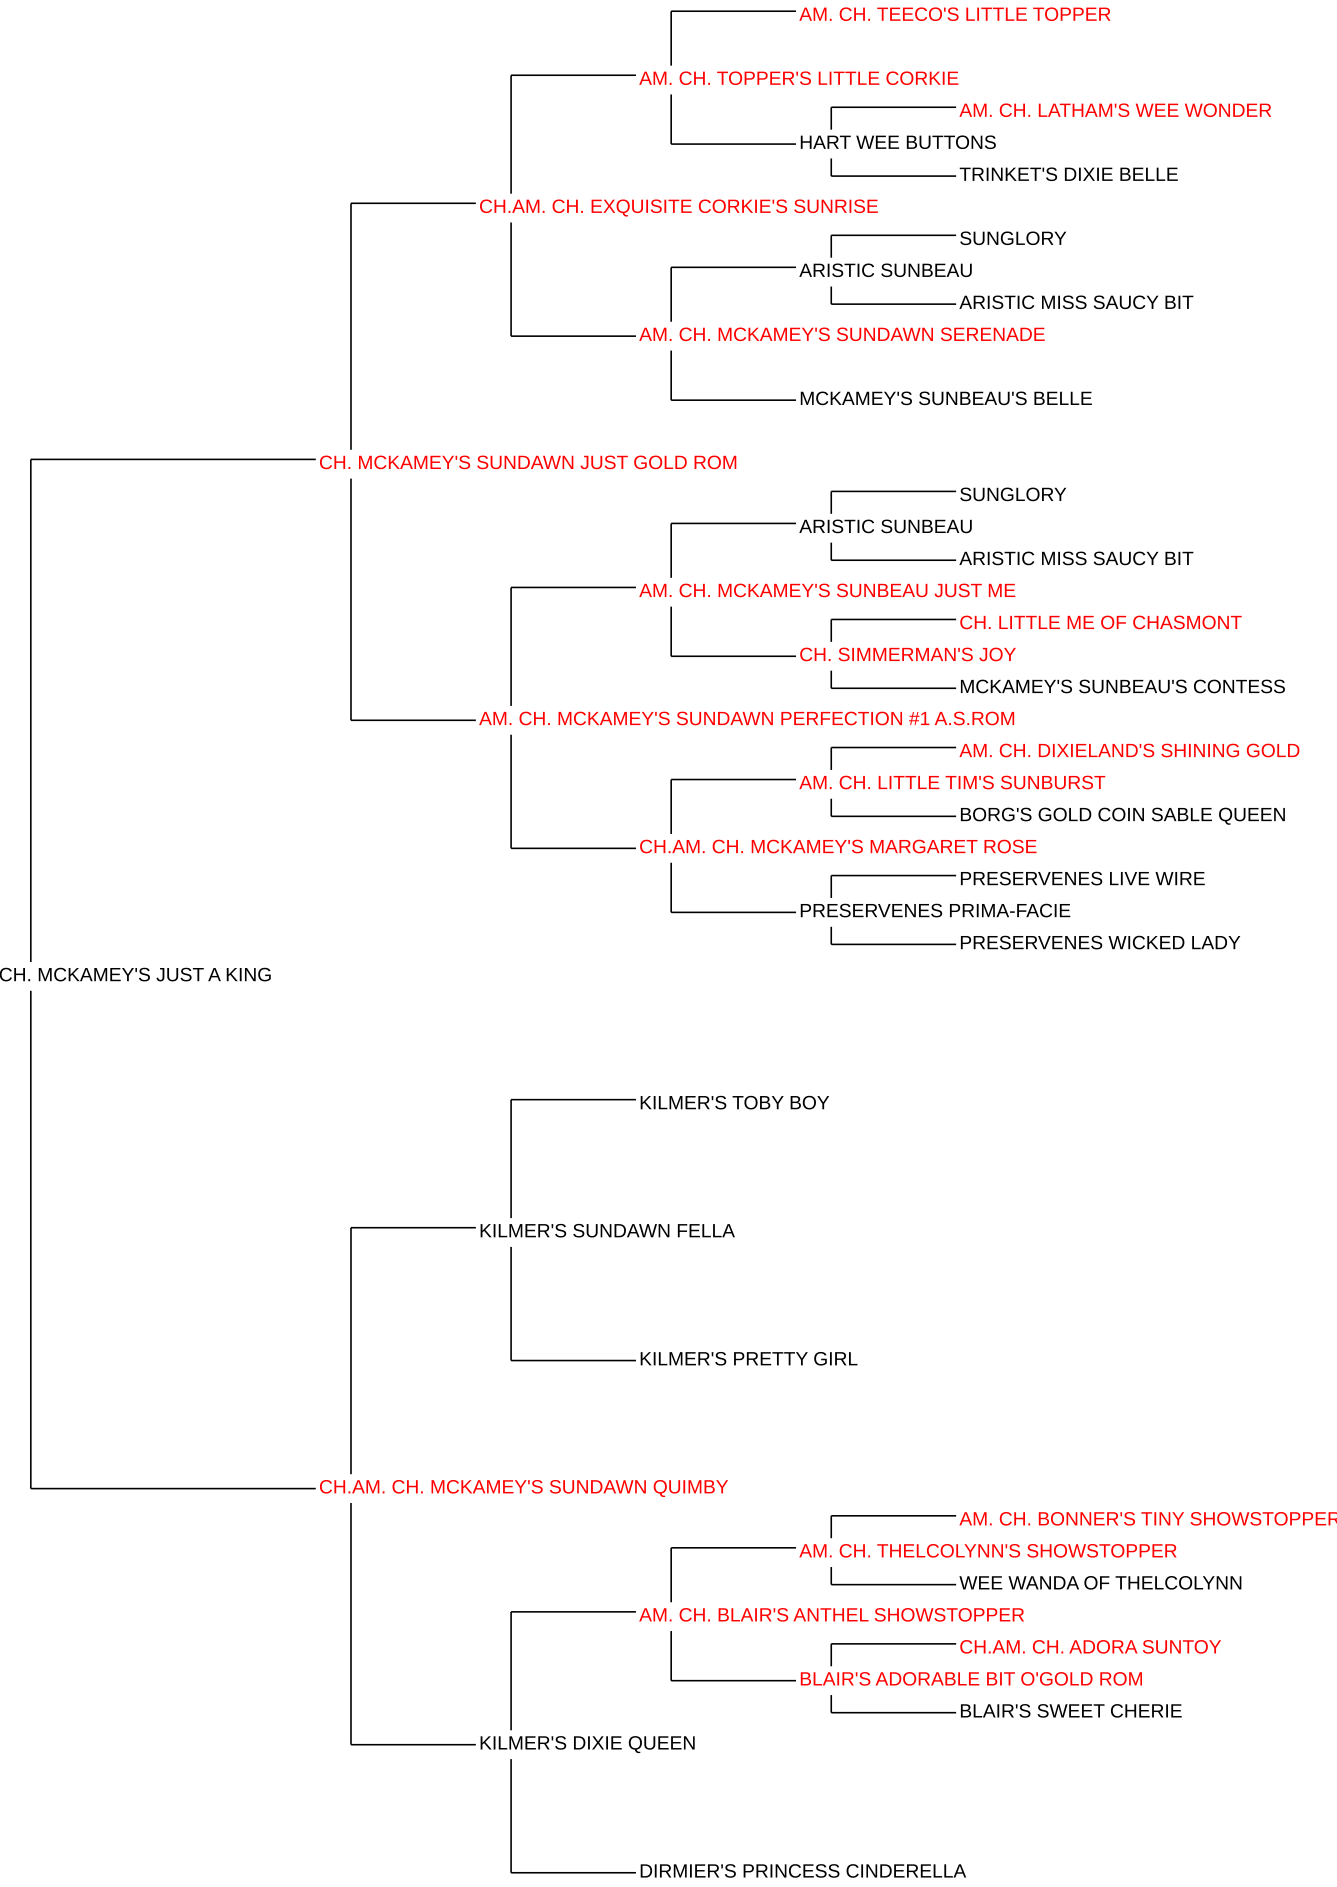 AM. CH. TEECO'S LITTLE TOPPER
AM. CH. TOPPER'S LITTLE CORKIE
AM. CH. LATHAM'S WEE WONDER
HART WEE BUTTONS
TRINKET'S DIXIE BELLE
CH.AM. CH. EXQUISITE CORKIE'S SUNRISE
SUNGLORY
ARISTIC SUNBEAU
ARISTIC MISS SAUCY BIT
AM. CH. MCKAMEY'S SUNDAWN SERENADE
MCKAMEY'S SUNBEAU'S BELLE
CH. MCKAMEY'S SUNDAWN JUST GOLD ROM
SUNGLORY
ARISTIC SUNBEAU
ARISTIC MISS SAUCY BIT
AM. CH. MCKAMEY'S SUNBEAU JUST ME
CH. LITTLE ME OF CHASMONT
CH. SIMMERMAN'S JOY
MCKAMEY'S SUNBEAU'S CONTESS
AM. CH. MCKAMEY'S SUNDAWN PERFECTION #1 A.S.ROM
AM. CH. DIXIELAND'S SHINING GOLD
AM. CH. LITTLE TIM'S SUNBURST
BORG'S GOLD COIN SABLE QUEEN
CH.AM. CH. MCKAMEY'S MARGARET ROSE
PRESERVENES LIVE WIRE
PRESERVENES PRIMA-FACIE
PRESERVENES WICKED LADY
CH. MCKAMEY'S JUST A KING
KILMER'S TOBY BOY
KILMER'S SUNDAWN FELLA
KILMER'S PRETTY GIRL
CH.AM. CH. MCKAMEY'S SUNDAWN QUIMBY
AM. CH. BONNER'S TINY SHOWSTOPPER
AM. CH. THELCOLYNN'S SHOWSTOPPER
WEE WANDA OF THELCOLYNN
AM. CH. BLAIR'S ANTHEL SHOWSTOPPER
CH.AM. CH. ADORA SUNTOY
BLAIR'S ADORABLE BIT O'GOLD ROM
BLAIR'S SWEET CHERIE
KILMER'S DIXIE QUEEN
DIRMIER'S PRINCESS CINDERELLA